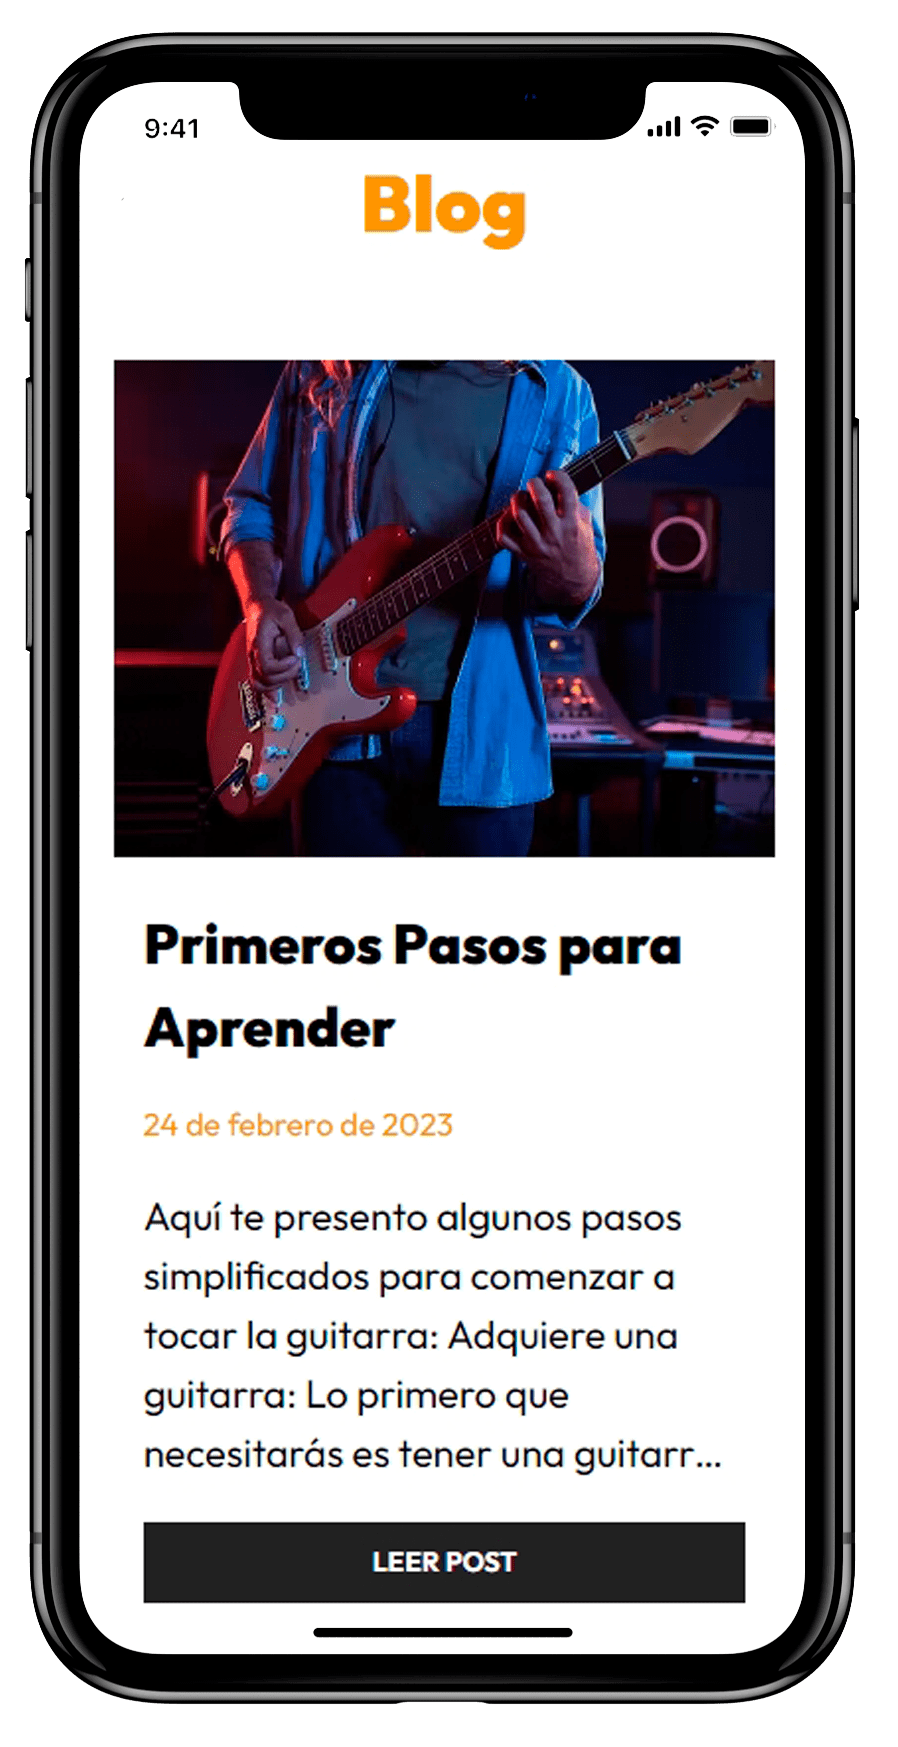 9:41
Blog
Primeros Pasos para
Aprender
24 de febrero de 2023
Aquí te presento algunos pasos
simplificados para comenzar a
tocar la guitarra: Adquiere una
guitarra: Lo primero que
necesitarás es tener una guitarr...
LEER POST